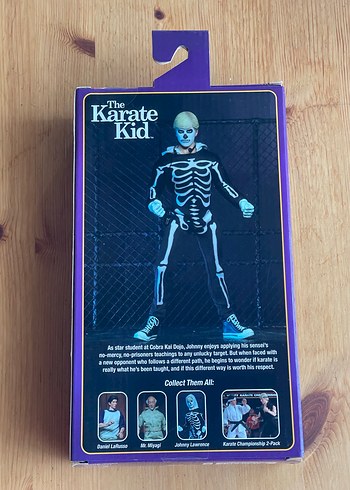 The
Karate
Kid
As star student at Cobra Kai Dojo, Johnny enjoys applying his sensei's
no-mercy, no-prisoners teachings to any unlucky target. But when faced with
a new opponent who follows a different path, he begins to wonder if karate is
really what he's been taught, and if this different way is worth his respect.
Collect Them All:
Daniel LaRusso
Mr. Miyagi
Johnny Lawrence
Karate Championship 2-Pack